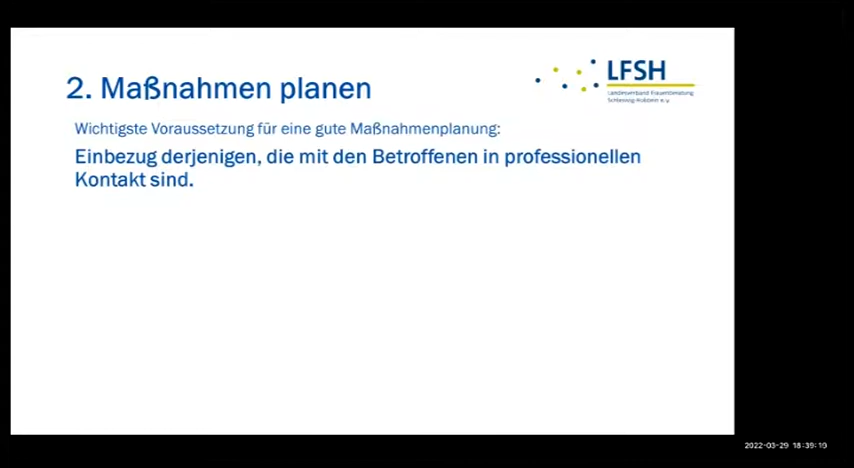 2. Maßnahmen planen
LFSH
Landesverband Frauenberatung
Schleswig-Holstein e.V.
Wichtigste Voraussetzung für eine gute Maßnahmenplanung:
Einbezug derjenigen, die mit den Betroffenen in professionellen
Kontakt sind.
2022-03-29 18:39:19